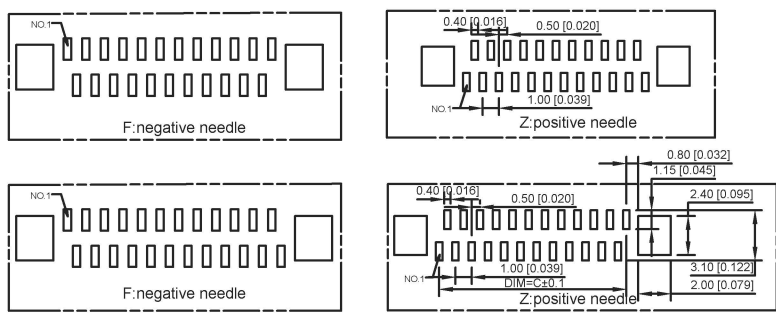 NO.1
F:negative needle
0.40 [0.016]
0.50 [0.020]
1.00 [0.039]
NO.1
Z:positive needle
NO.1
F:negative needle
0.80 [0.032]
1.15 [0.045]
0.40 [0.016]
0.50 [0.020]
2.40 [0.095]
1.00 [0.039]
NO.1
DIM=C±0.1
3.10 [0.122]
Z:positive needle
2.00 [0.079]